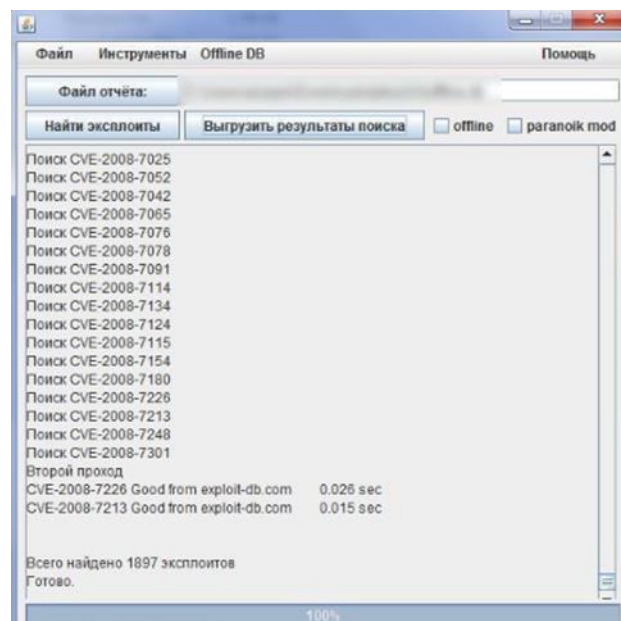 Файл Инструменты Offline DB Помощь
Файл отчёта:
Найти эксплоиты Выгрузить результаты поиска offline paranoik mod
Поиск CVE-2008-7025
Поиск CVE-2008-7052
Поиск CVE-2008-7042
Поиск CVE-2008-7065
Поиск CVE-2008-7076
Поиск CVE-2008-7078
Поиск CVE-2008-7091
Поиск CVE-2008-7114
Поиск CVE-2008-7134
Поиск CVE-2008-7124
Поиск CVE-2008-7115
Поиск CVE-2008-7154
Поиск CVE-2008-7180
Поиск CVE-2008-7226
Поиск CVE-2008-7213
Поиск CVE-2008-7248
Поиск CVE-2008-7301
Второй проход
CVE-2008-7226 Good from exploit-db.com 0.026 sec
CVE-2008-7213 Good from exploit-db.com 0.015 sec
Всего найдено 1897 эксплоитов
Готово.
100%